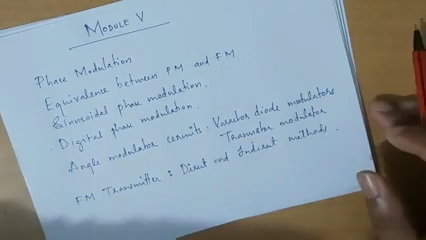 MODULE V
Phase Modulation
Equivalence between PM and FM
Sinusoidal phase modulation.
. Digital phase modulation.
Angle modulator circuits : Varactor diode modulators
Transistor modulator
FM Transmitter : Direct and Indirect methods .